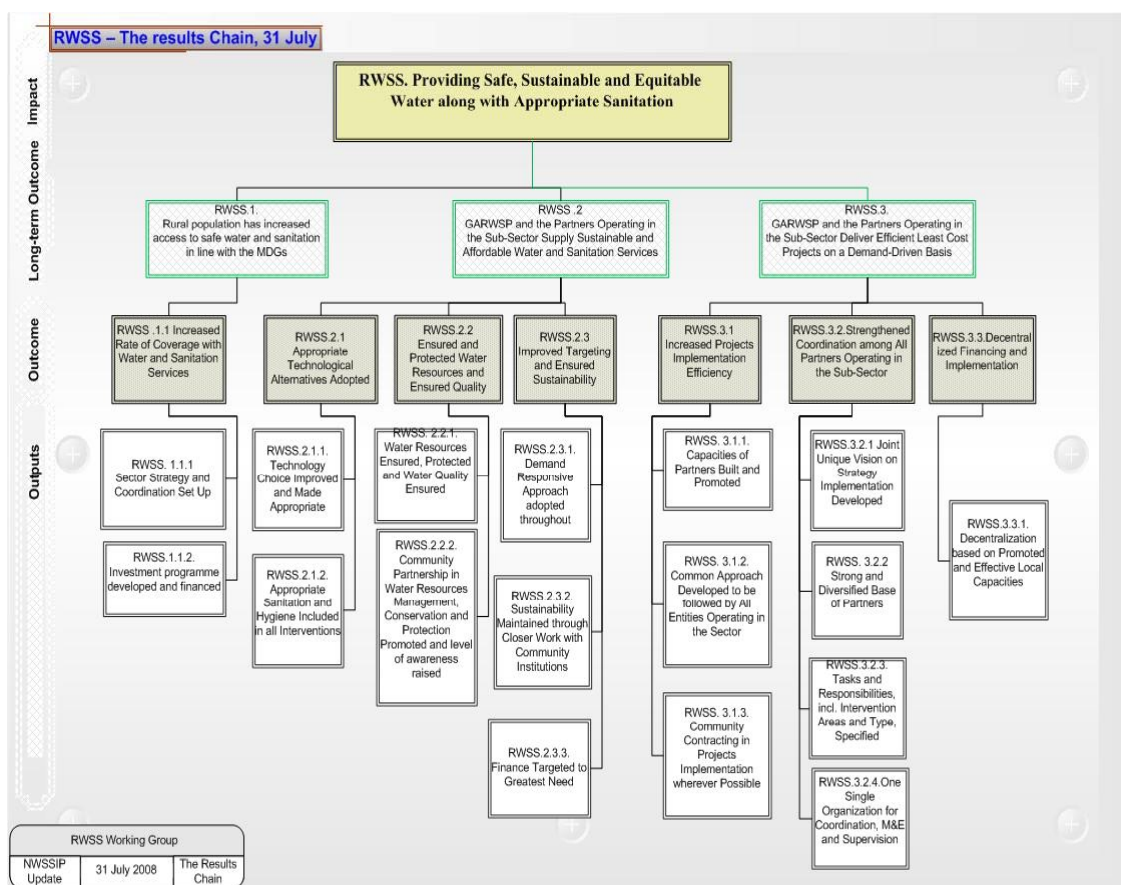 RWSS – The results Chain, 31 July
Impact
Long-term Outcome
Outcome
Outputs
RWSS. Providing Safe, Sustainable and Equitable
Water along with Appropriate Sanitation
RWSS.1.
Rural population has increased
access to safe water and sanitation
in line with the MDGs
RWSS .2
GARWSP and the Partners Operating in
the Sub-Sector Supply Sustainable and
Affordable Water and Sanitation Services
RWSS.3.
GARWSP and the Partners Operating in
the Sub-Sector Deliver Efficient Least Cost
Projects on a Demand-Driven Basis
RWSS .1.1 Increased
Rate of Coverage with
Water and Sanitation
Services
RWSS.2.1
Appropriate
Technological
Alternatives Adopted
RWSS.2.2
Ensured and
Protected Water
Resources and
Ensured Quality
RWSS.2.3
Improved Targeting
and Ensured
Sustainability
RWSS.3.1
Increased Projects
Implementation
Efficiency
RWSS.3.2.Strengthened
Coordination among All
Partners Operating in
the Sub-Sector
RWSS.3.3.Decentral
ized Financing and
Implementation
RWSS. 1.1.1
Sector Strategy and
Coordination Set Up
RWSS.1.1.2.
Investment programme
developed and financed
RWSS.2.1.1.
Technology
Choice Improved
and Made
Appropriate
RWSS.2.1.2.
Appropriate
Sanitation and
Hygiene Included
in all Interventions
RWSS. 2.2.1.
Water Resources
Ensured, Protected
and Water Quality
Ensured
RWSS.2.2.2.
Community
Partnership in
Water Resources
Management,
Conservation and
Protection
Promoted and level
of awareness
raised
RWSS.2.3.1.
Demand
Responsive
Approach
adopted
throughout
RWSS.2.3.2.
Sustainability
Maintained through
Closer Work with
Community
Institutions
RWSS.2.3.3.
Finance Targeted to
Greatest Need
RWSS. 3.1.1.
Capacities of
Partners Built and
Promoted
RWSS. 3.1.2.
Common Approach
Developed to be
followed by All
Entities Operating in
the Sector
RWSS. 3.1.3.
Community
Contracting in
Projects
Implementation
wherever Possible
RWSS.3.2.1 Joint
Unique Vision on
Strategy
Implementation
Developed
RWSS. 3.2.2
Strong and
Diversified Base
of Partners
RWSS.3.2.3.
Tasks and
Responsibilities,
incl. Intervention
Areas and Type,
Specified
RWSS.3.2.4.One
Single
Organization for
Coordination, M&E
and Supervision
RWSS.3.3.1.
Decentralization
based on Promoted
and Effective Local
Capacities
RWSS Working Group
NWSSIP
Update
31 July 2008
The Results
Chain